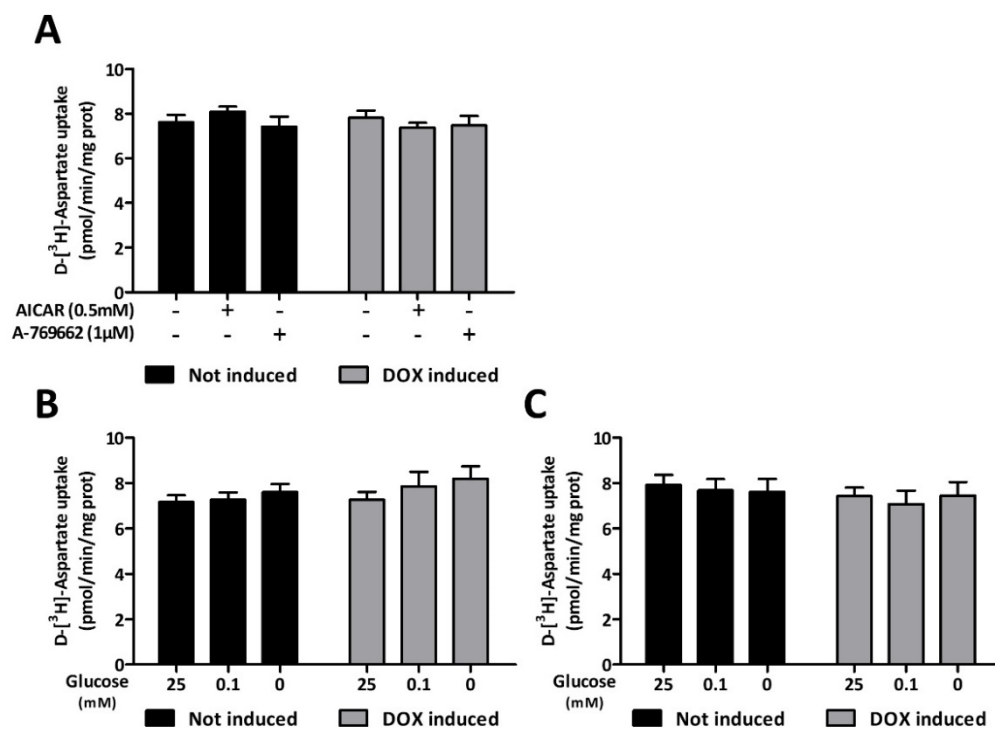 A
D-[³H]-Aspartate uptake
(pmol/min/mg prot)
10
8
6
4
2
0
AICAR (0.5mM) - + - - + -
A-769662 (1µM) - - + - - +
Not induced DOX induced
B
D-[³H]-Aspartate uptake
(pmol/min/mg prot)
10
8
6
4
2
0
Glucose 25 0.1 0 25 0.1 0
(mM)
Not induced DOX induced
C
D-[³H]-Aspartate uptake
(pmol/min/mg prot)
10
8
6
4
2
0
Glucose 25 0.1 0 25 0.1 0
(mM)
Not induced DOX induced